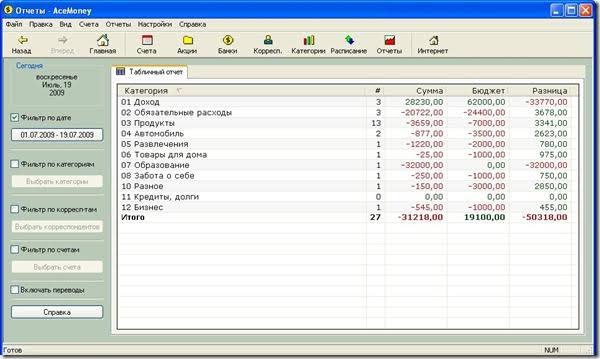 Отчеты - AceMoney
Файл Правка Вид Счета Отчеты Настройки Справка
Назад Вперед Главная Счета Акции Банки Корресп. Категории Расписание Отчеты Интернет
Сегодня
воскресенье
Июль, 19
2009
Фильтр по дате
01.07.2009 - 19.07.2009
Фильтр по категориям
Выбрать категории
Фильтр по корресп-там
Выбрать корреспондентов
Фильтр по счетам
Выбрать счета
Включать переводы
Справка
Табличный отчет
Категория # Сумма Бюджет Разница
01 Доход 3 28230,00 62000,00 -33770,00
02 Обязательные расходы 3 -20722,00 -24400,00 3678,00
03 Продукты 13 -3659,00 -7000,00 3341,00
04 Автомобиль 2 -877,00 -3500,00 2623,00
05 Развлечения 1 -1220,00 -2000,00 780,00
06 Товары для дома 1 -25,00 -1000,00 975,00
07 Образование 1 -32000,00 0,00 -32000,00
08 Забота о себе 1 -250,00 -1000,00 750,00
10 Разное 1 -150,00 -3000,00 2850,00
11 Кредиты, долги 0 0,00 0,00 0,00
12 Бизнес 1 -545,00 -1000,00 455,00
Итого 27 -31218,00 19100,00 -50318,00
Готов NUM